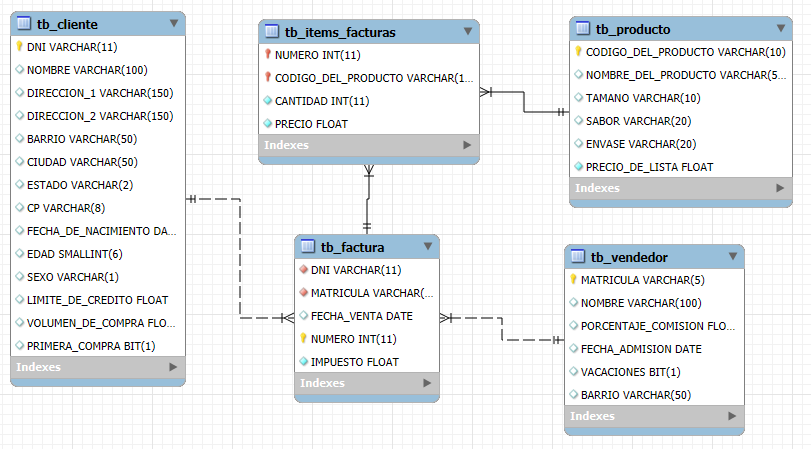 tb_cliente
DNI VARCHAR(11)
NOMBRE VARCHAR(100)
DIRECCION_1 VARCHAR(150)
DIRECCION_2 VARCHAR(150)
BARRIO VARCHAR(50)
CIUDAD VARCHAR(50)
ESTADO VARCHAR(2)
CP VARCHAR(8)
FECHA_DE_NACIMIENTO DA...
EDAD SMALLINT(6)
SEXO VARCHAR(1)
LIMITE_DE_CREDITO FLOAT
VOLUMEN_DE_COMPRA FLO...
PRIMERA_COMPRA BIT(1)
Indexes
tb_items_facturas
NUMERO INT(11)
CODIGO_DEL_PRODUCTO VARCHAR(1...
CANTIDAD INT(11)
PRECIO FLOAT
Indexes
tb_producto
CODIGO_DEL_PRODUCTO VARCHAR(10)
NOMBRE_DEL_PRODUCTO VARCHAR(5...
TAMANO VARCHAR(10)
SABOR VARCHAR(20)
ENVASE VARCHAR(20)
PRECIO_DE_LISTA FLOAT
Indexes
tb_factura
DNI VARCHAR(11)
MATRICULA VARCHAR(...
FECHA_VENTA DATE
NUMERO INT(11)
IMPUESTO FLOAT
Indexes
tb_vendedor
MATRICULA VARCHAR(5)
NOMBRE VARCHAR(100)
PORCENTAJE_COMISION FLO...
FECHA_ADMISION DATE
VACACIONES BIT(1)
BARRIO VARCHAR(50)
Indexes